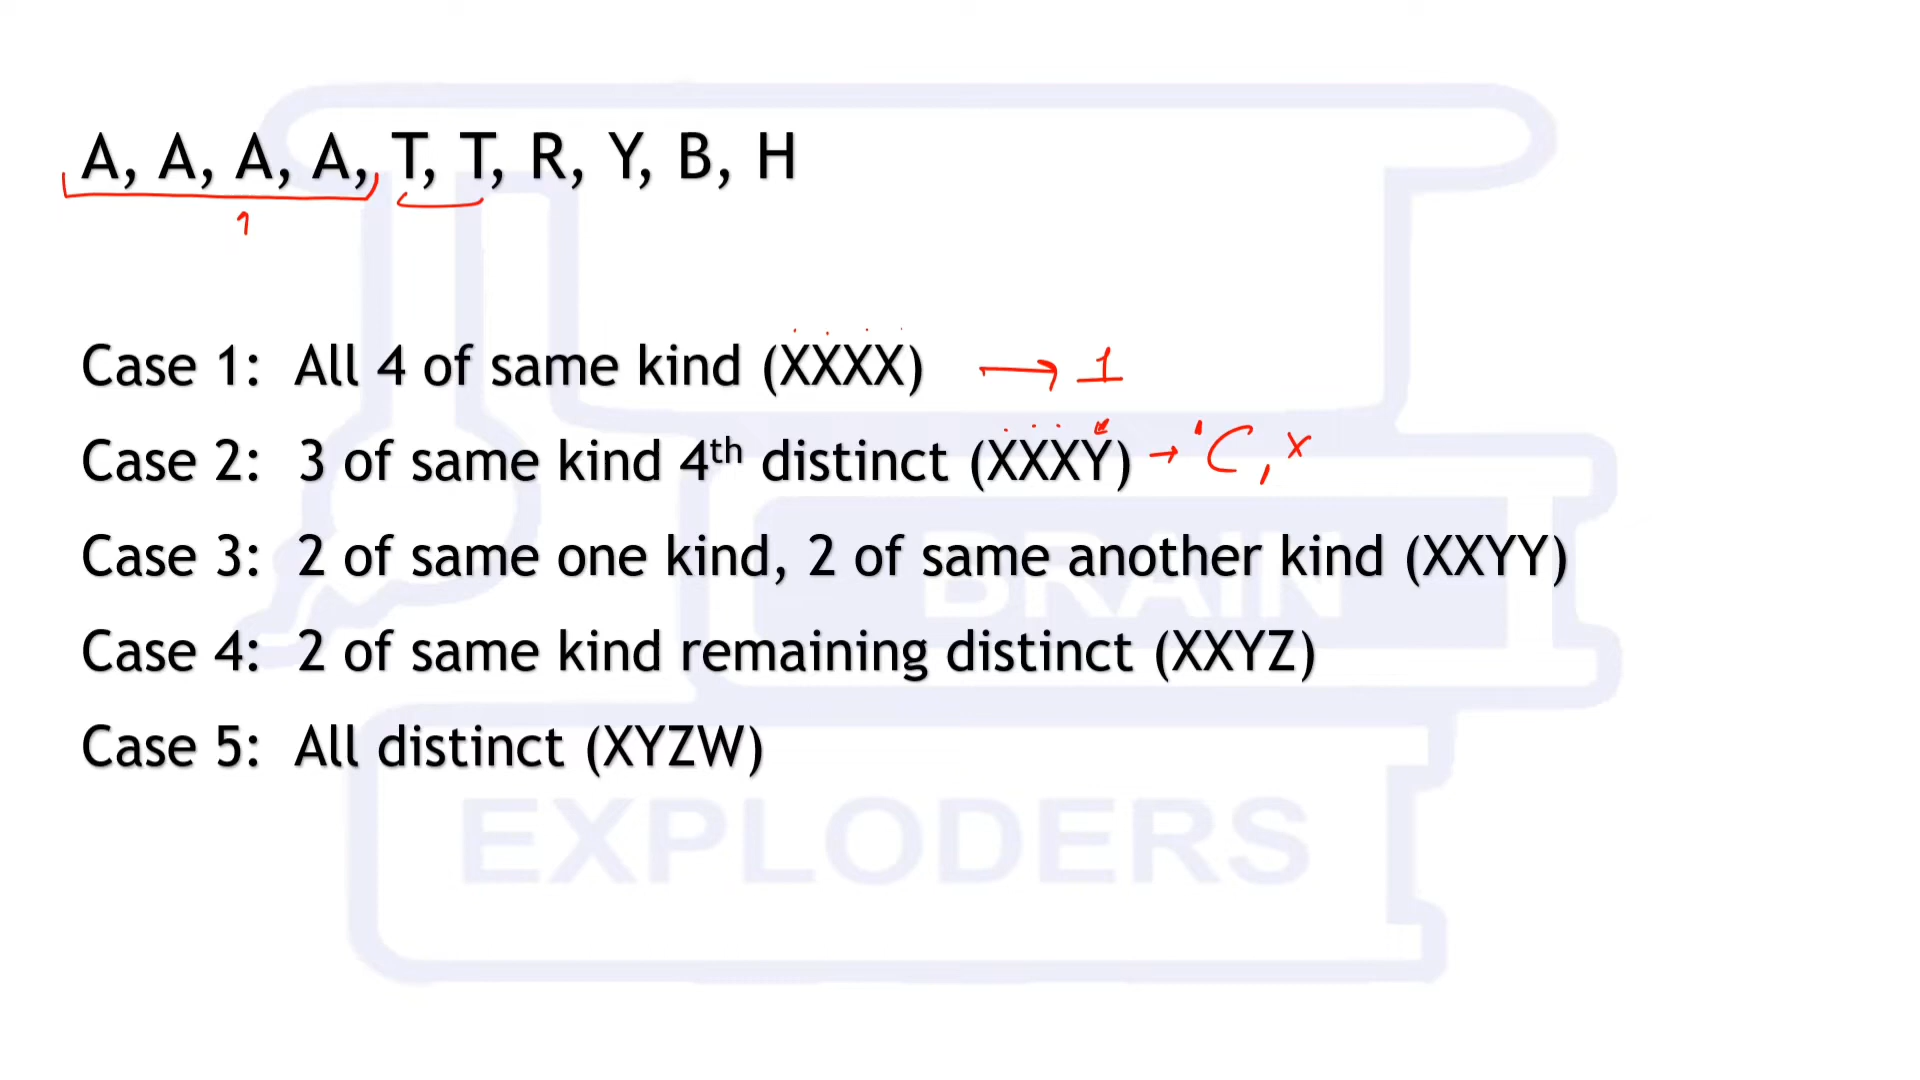 A, A, A, A, T, T, R, Y, B, H
1
Case 1: All 4 of same kind (XXXX) → 1
Case 2: 3 of same kind 4th distinct (XXXY) → ¹C₁ ×
Case 3: 2 of same one kind, 2 of same another kind (XXYY)
BRAIN
Case 4: 2 of same kind remaining distinct (XXYZ)
Case 5: All distinct (XYZW)
EXPLODERS